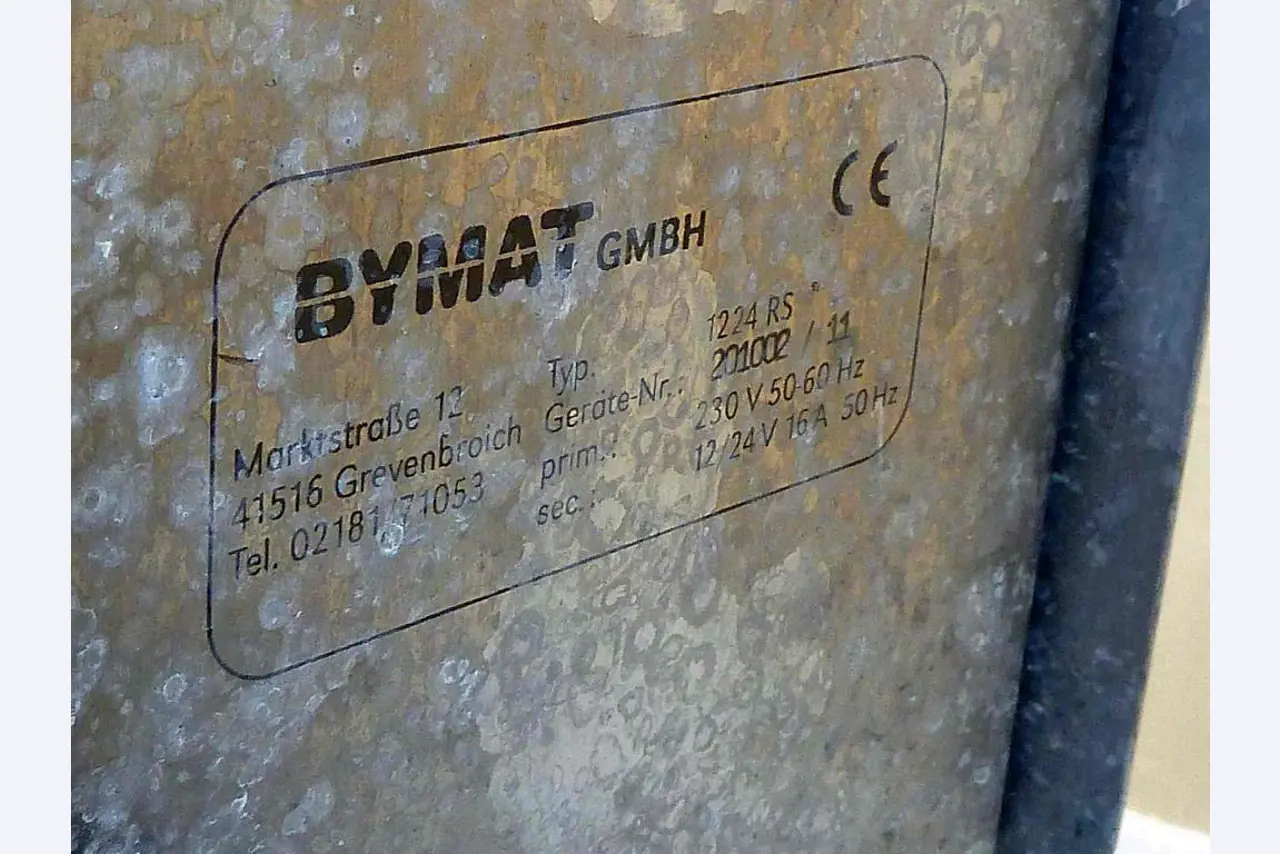 CE
BYMAT GMBH
Marktstraße 12
41516 Grevenbroich
Tel. 02181/71053
Typ. 1224 RS
Geräte-Nr.: 201002 / 11
prim.: 230 V 50-60 Hz
sec.: 12/24 V 16 A 50 Hz